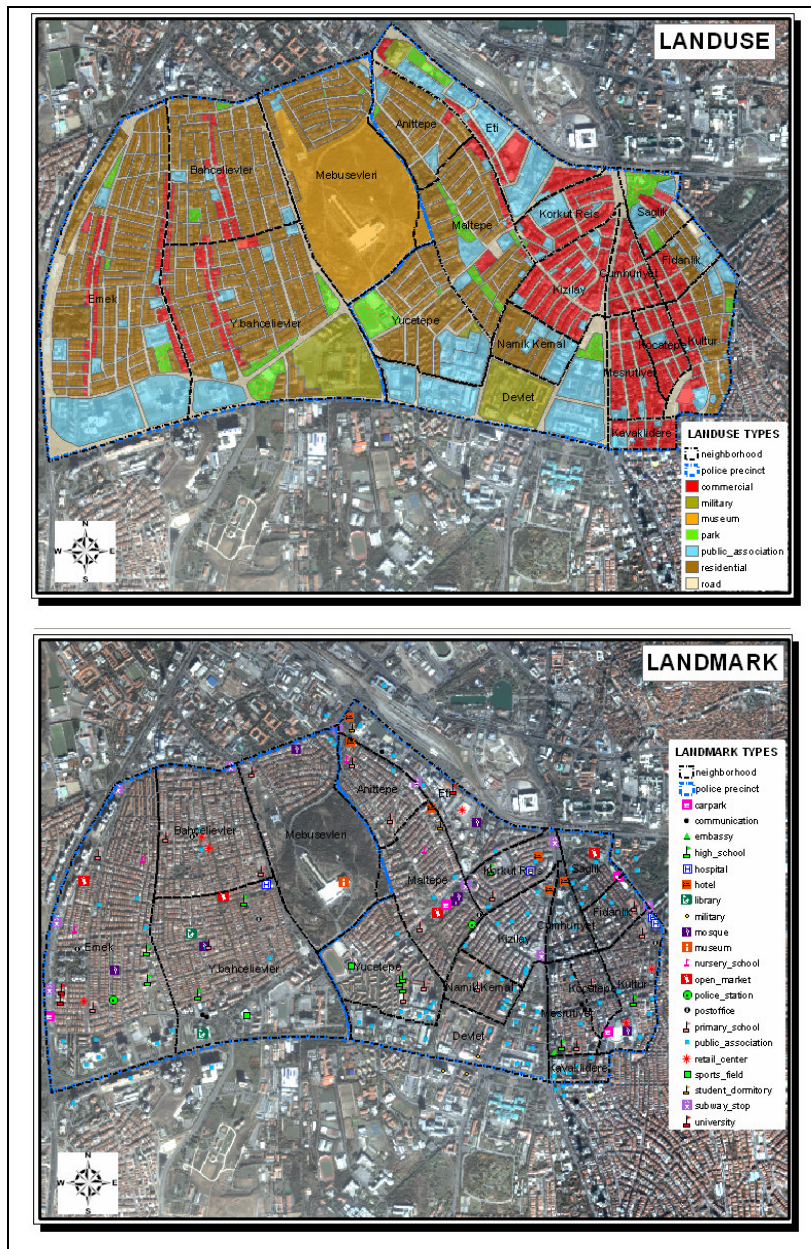 LANDUSE
Anittepe
Eti
Bahcelievler
Mebusevleri
Korkut Reis
Saglik
Maltepe
Cumhuriyet
Fidanlik
Kizilay
Emek
Y.bahcelievler
Yucetepe
Namik Kemal
Kocatepe
Kultur
Mesrutiyet
Devlet
Kavaklidere
LANDUSE TYPES
neighborhood
police precinct
commercial
military
museum
park
public_association
residential
road
N
W E
S
LANDMARK
Anittepe
Eti
Bahcelievler
Mebusevleri
Maltepe
Korkut Reis
Saglik
Fidanlik
Cumhuriyet
Kizilay
Emek
Y.bahcelievler
Yucetepe
Namik Kemal
Kocatepe
Kultur
Mesrutiyet
Devlet
Kavaklidere
LANDMARK TYPES
neighborhood
police precinct
carpark
communication
embassy
high_school
hospital
hotel
library
military
mosque
museum
nursery_school
open_market
police_station
postoffice
primary_school
public_association
retail_center
sports_field
student_dormitory
subway_stop
university
N
W E
S